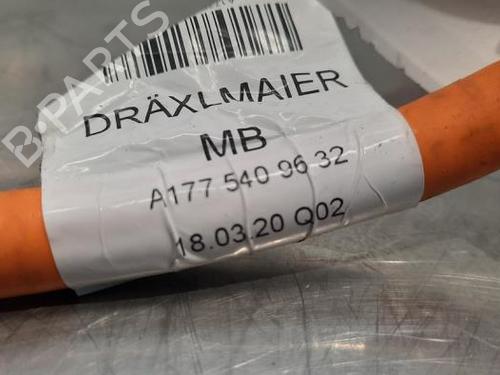 B-PARTS
DRÄXLMAIER
MB
A177 540 96 32
18.03.20 Q02